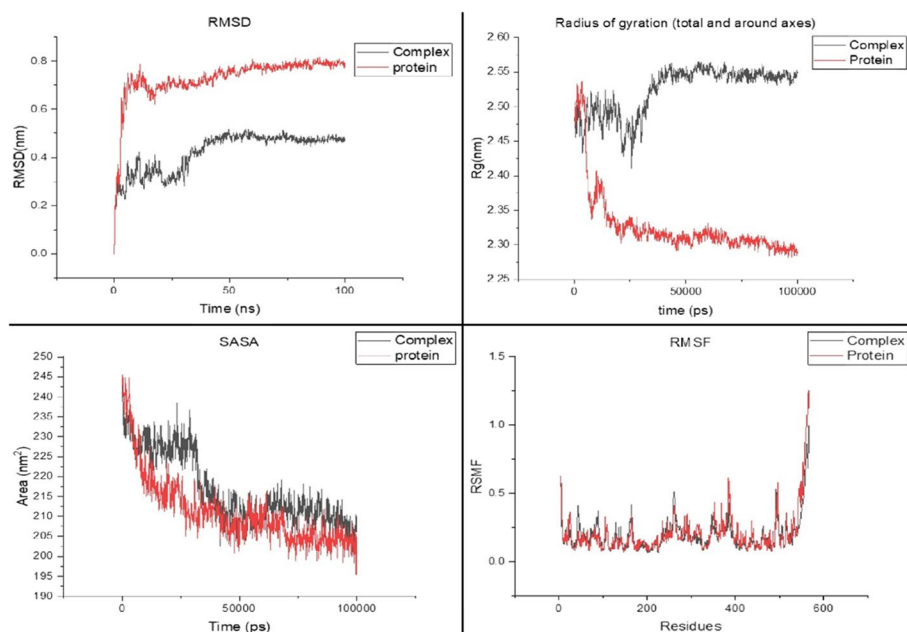 RMSD
Complex
protein
0.8
0.6
0.4
0.2
0.0
RMSD(nm)
0
50
100
Time (ns)
Radius of gyration (total and around axes)
Complex
Protein
2.60
2.55
2.50
2.45
2.40
2.35
2.30
2.25
Rg(nm)
0
50000
100000
time (ps)
SASA
Complex
protein
250
245
240
235
230
225
220
215
210
205
200
195
190
Area (nm²)
0
50000
100000
Time (ps)
RMSF
Complex
Protein
1.5
1.0
0.5
0.0
RSMF
0
200
400
600
Residues